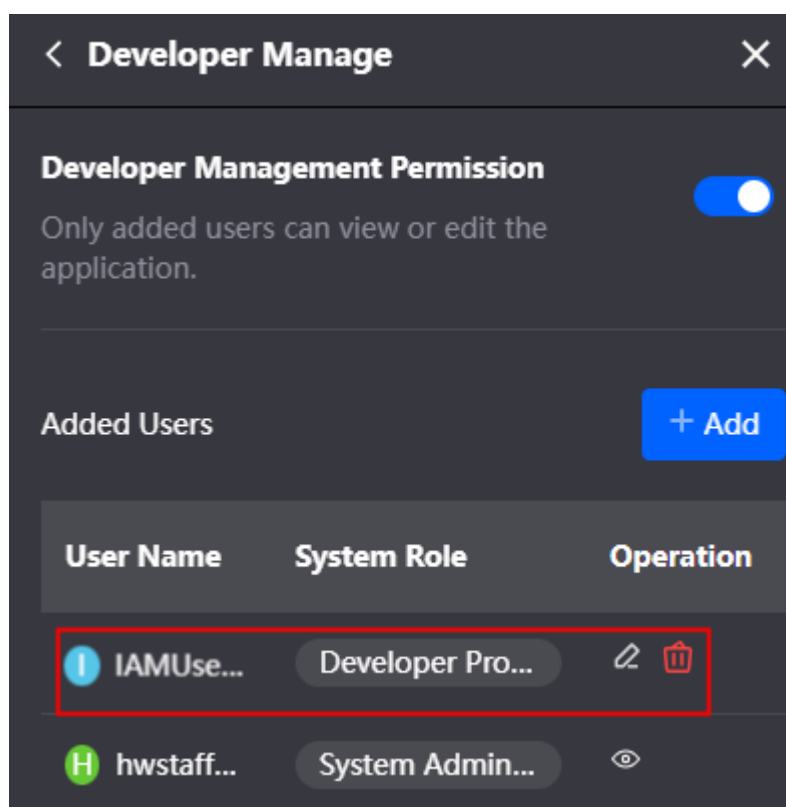 Developer Manage
Developer Management Permission
Only added users can view or edit the
application.
Added Users
+ Add
User Name System Role Operation
I IAMUse... Developer Pro...
H hwstaff... System Admin...